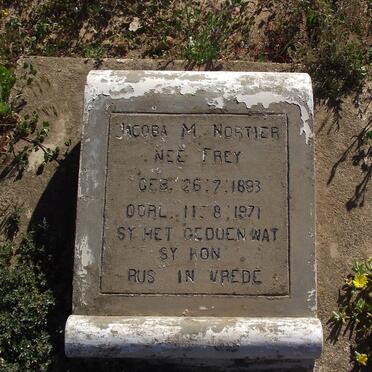 JACOBA M. NORTIER
NEE FREY
GEB. 26.7.1893
OORL. 11.8.1971
SY HET GEDOEN WAT
SY KON
RUS IN VREDE